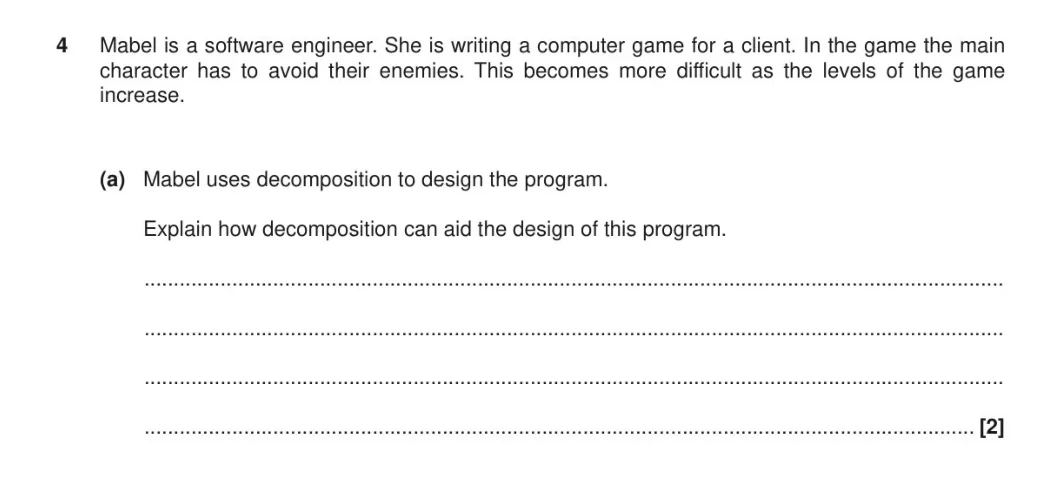 4 Mabel is a software engineer. She is writing a computer game for a client. In the game the main
character has to avoid their enemies. This becomes more difficult as the levels of the game
increase.
(a) Mabel uses decomposition to design the program.
Explain how decomposition can aid the design of this program.
[2]